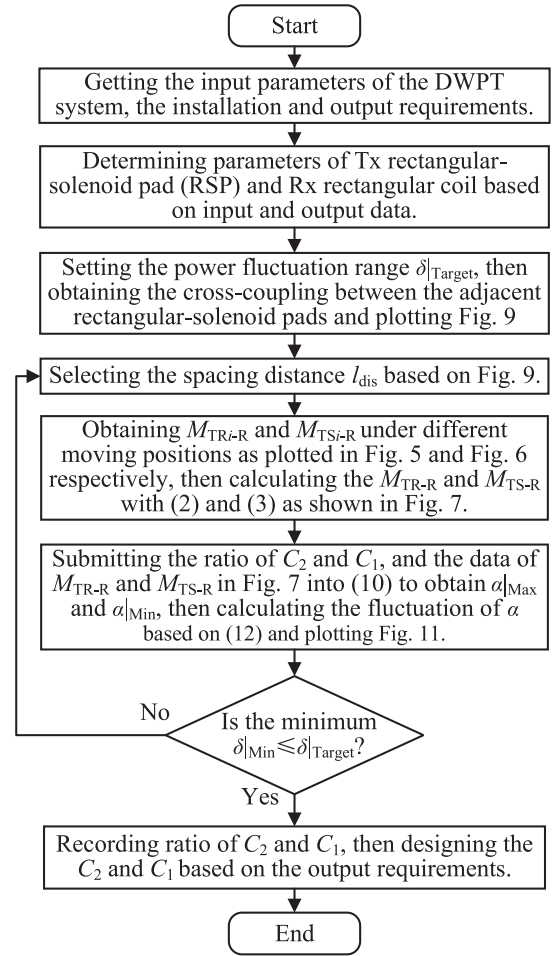 Start
Getting the input parameters of the DWPT
system, the installation and output requirements.
Determining parameters of Tx rectangular-
solenoid pad (RSP) and Rx rectangular coil based
on input and output data.
Setting the power fluctuation range δ|Target, then
obtaining the cross-coupling between the adjacent
rectangular-solenoid pads and plotting Fig. 9
Selecting the spacing distance ldis based on Fig. 9.
Obtaining MTRi-R and MTSi-R under different
moving positions as plotted in Fig. 5 and Fig. 6
respectively, then calculating the MTR-R and MTS-R
with (2) and (3) as shown in Fig. 7.
Submitting the ratio of C2 and C1, and the data of
MTR-R and MTS-R in Fig. 7 into (10) to obtain α|Max
and α|Min, then calculating the fluctuation of α
based on (12) and plotting Fig. 11.
No
Is the minimum
δ|Min⩽δ|Target?
Yes
Recording ratio of C2 and C1, then designing the
C2 and C1 based on the output requirements.
End